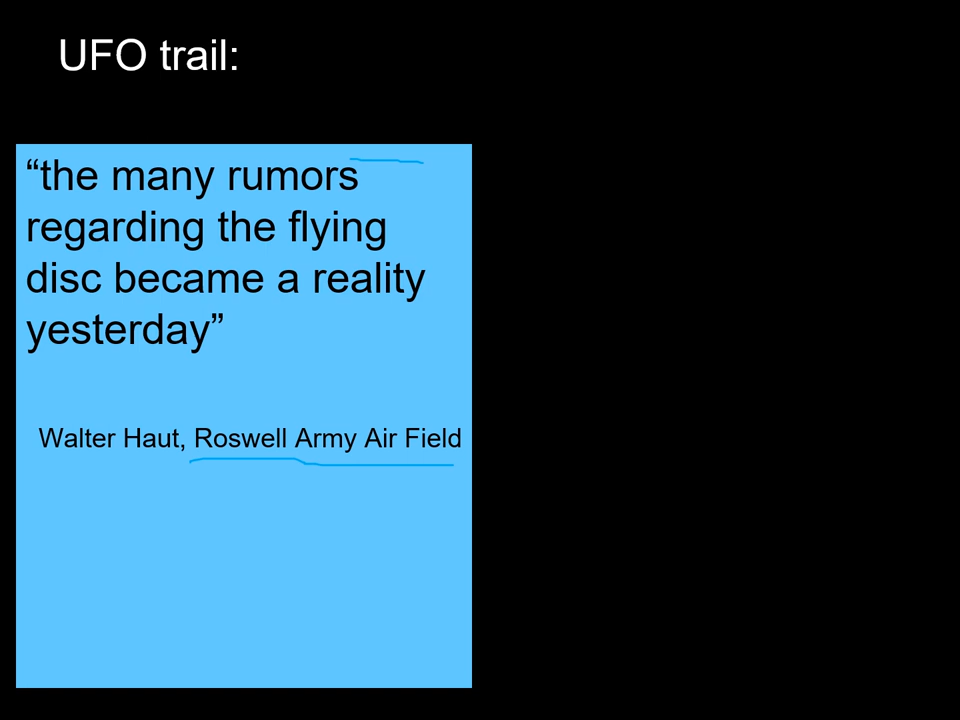 UFO trail:
“the many rumors
regarding the flying
disc became a reality
yesterday”
Walter Haut, Roswell Army Air Field